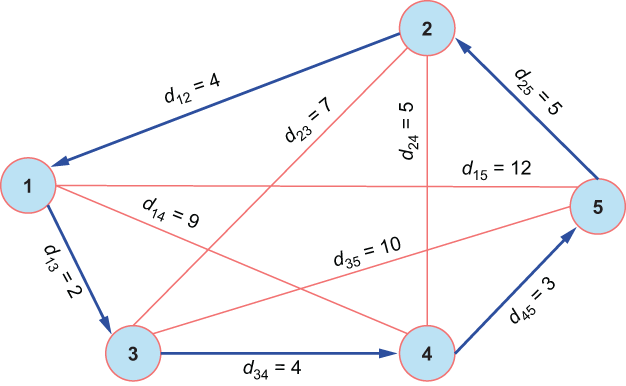 2
d12 = 4
d25 = 5
d23 = 7
d24 = 5
d15 = 12
1
5
d14 = 9
d13 = 2
d35 = 10
d45 = 3
3
4
d34 = 4